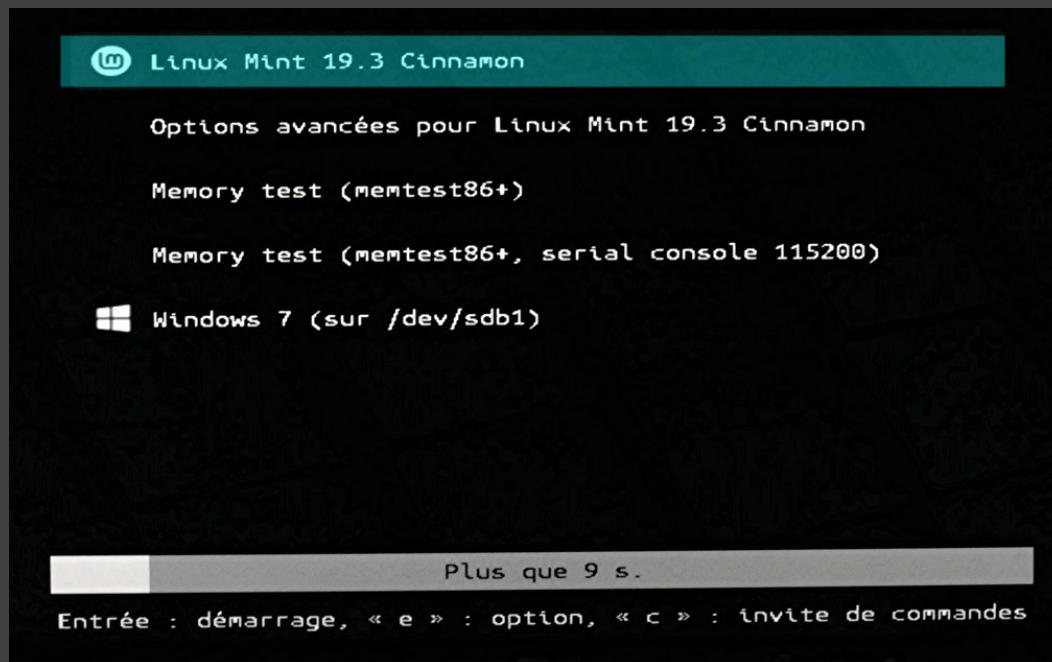 Linux Mint 19.3 Cinnamon
Options avancées pour Linux Mint 19.3 Cinnamon
Memory test (memtest86+)
Memory test (memtest86+, serial console 115200)
Windows 7 (sur /dev/sdb1)
Plus que 9 s.
Entrée : démarrage, « e » : option, « c » : invite de commandes